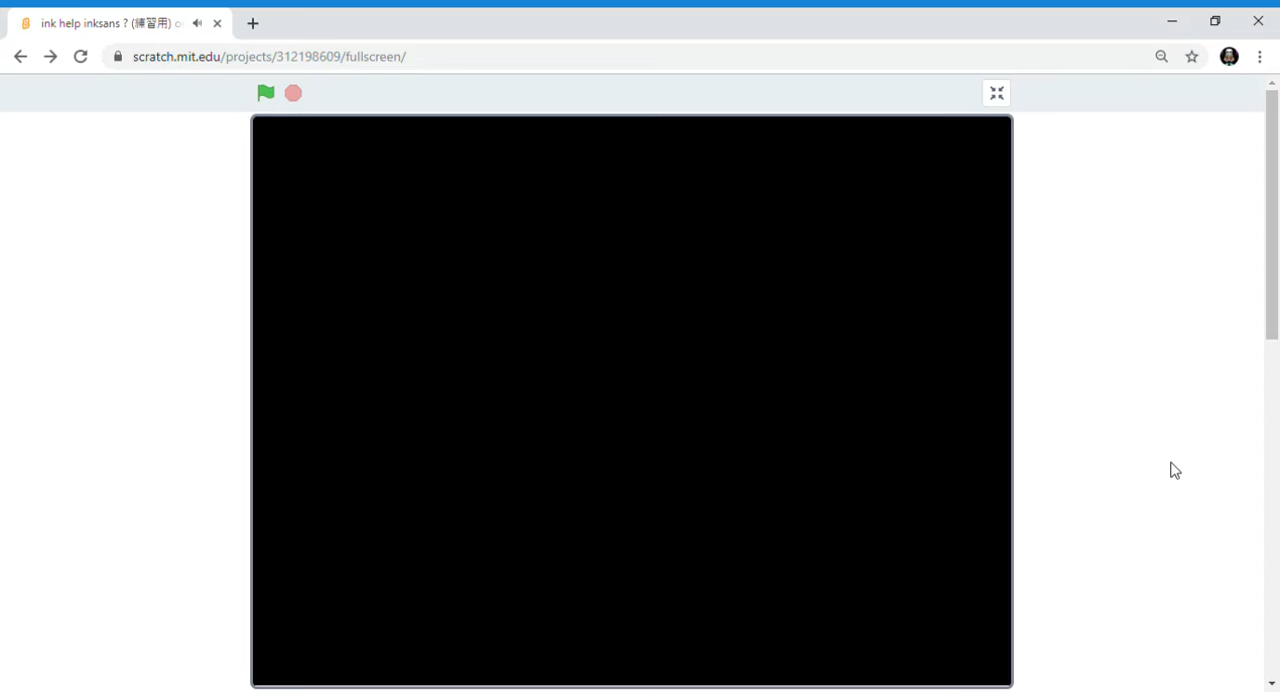 ink help inksans ? (練習用) o
scratch.mit.edu/projects/312198609/fullscreen/